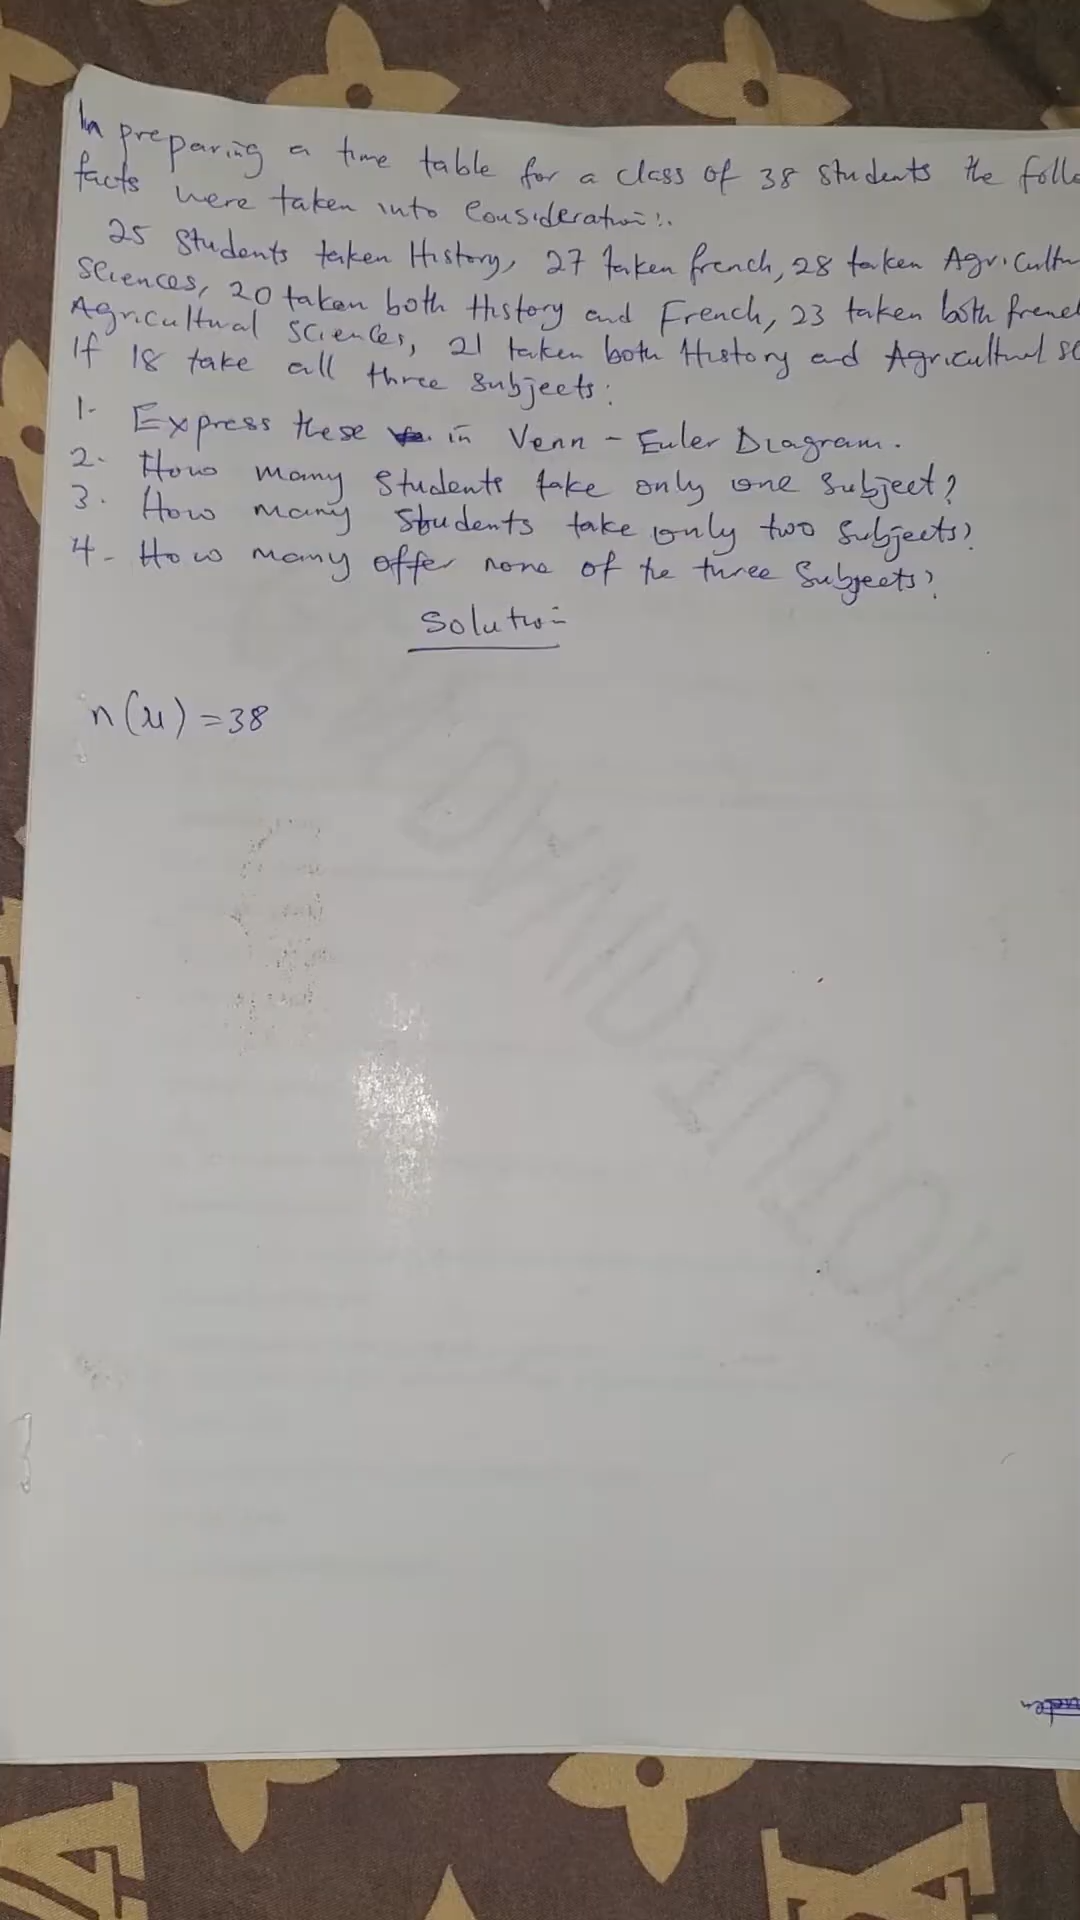 In preparing a time table for a class of 38 students the follo
facts were taken into Consideration:.
25 Students taken History, 27 taken french, 28 taken Agricultu
Sciences, 20 taken both History and French, 23 taken both frenc
Agricultural Sciences, 21 taken both History and Agricultural Sc
If 18 take all three Subjects:
1. Express these in Venn - Euler Diagram.
2. How many Students take only one Subject?
3. How many Students take only two Subjects?
4- How many offer none of the three Subjects?
Solution
n(u) = 38